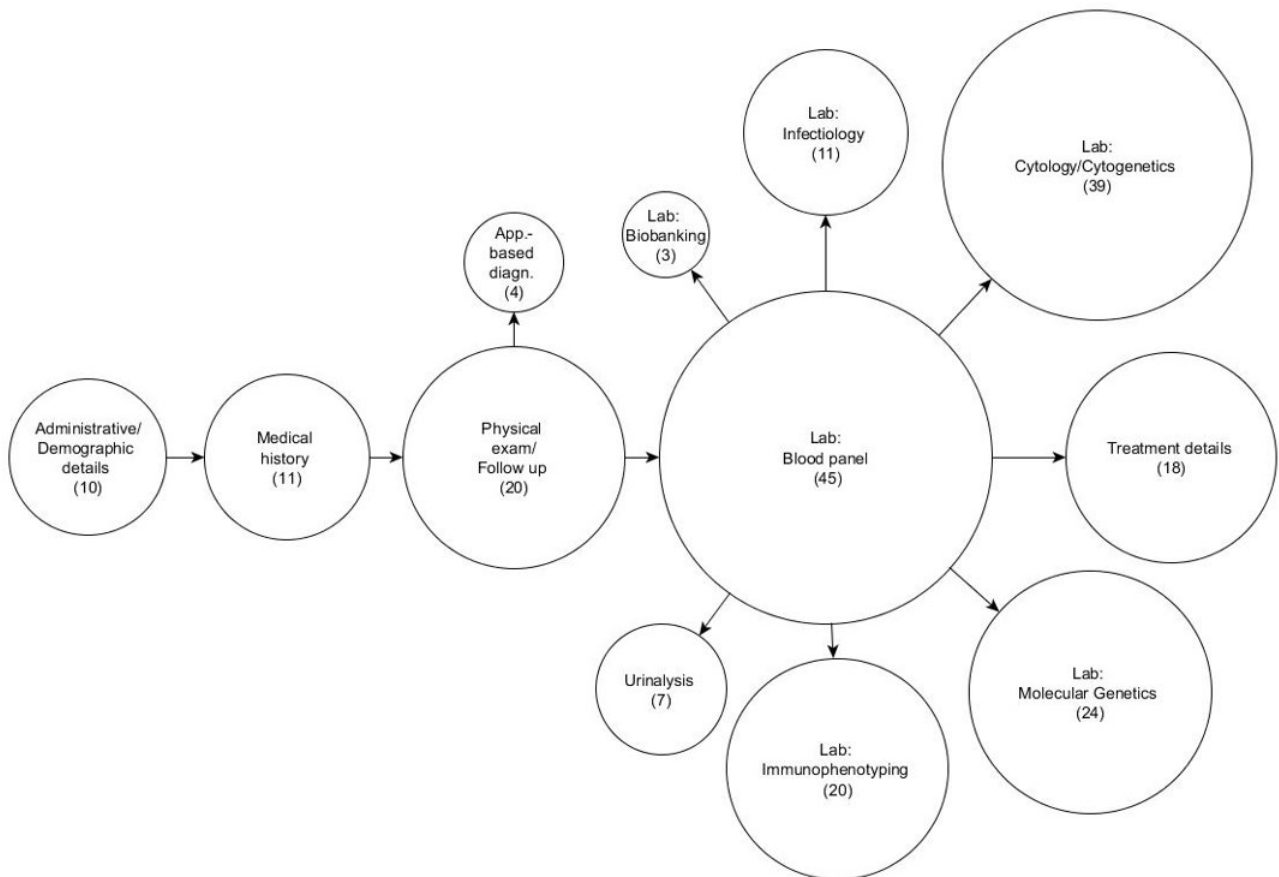 Lab:
Infectiology
(11)
Lab:
Cytology/Cytogenetics
(39)
Lab:
Biobanking
(3)
App.-
based
diagn.
(4)
Administrative/
Demographic
details
(10)
Medical
history
(11)
Physical
exam/
Follow up
(20)
Lab:
Blood panel
(45)
Treatment details
(18)
Urinalysis
(7)
Lab:
Immunophenotyping
(20)
Lab:
Molecular Genetics
(24)